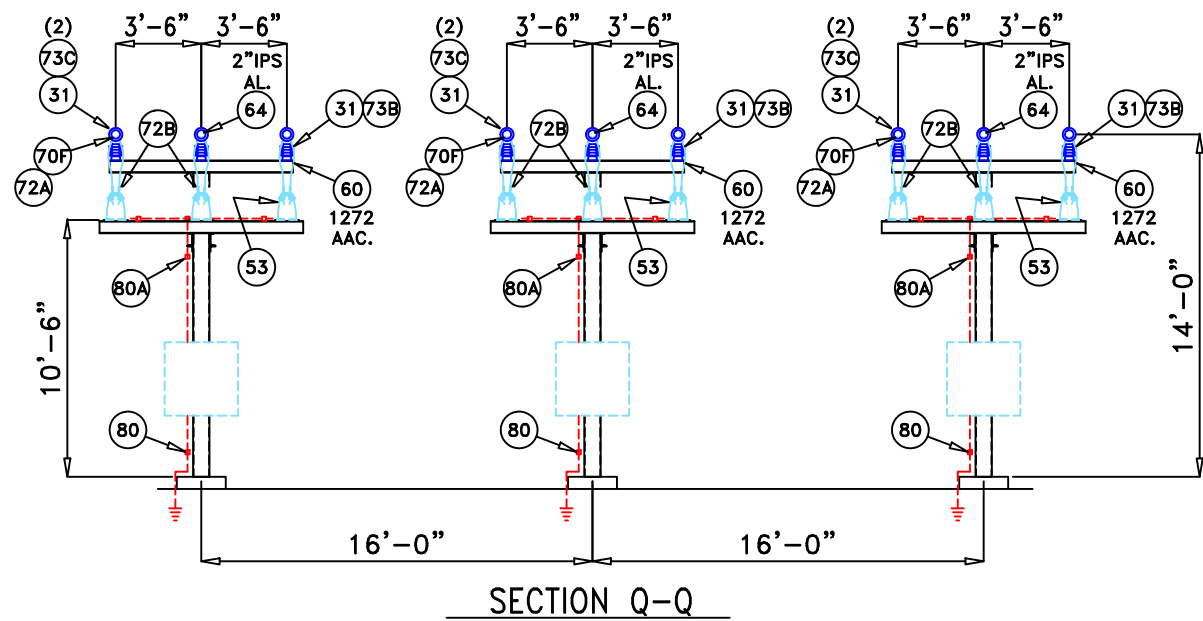 (2) 3'-6" 3'-6" (2) 3'-6" 3'-6" (2) 3'-6" 3'-6"
73C 2"IPS 73C 2"IPS 73C 2"IPS
AL. AL. AL.
31 64 31 73B 31 64 31 73B 31 64 31 73B
72B 72B 72B
70F 70F 70F
72A 60 72A 60 72A 60
1272 1272 1272
AAC. AAC. AAC.
53 53 53
80A 80A 80A
10'-6" 14'-0"
80 80 80
16'-0" 16'-0"
SECTION Q-Q